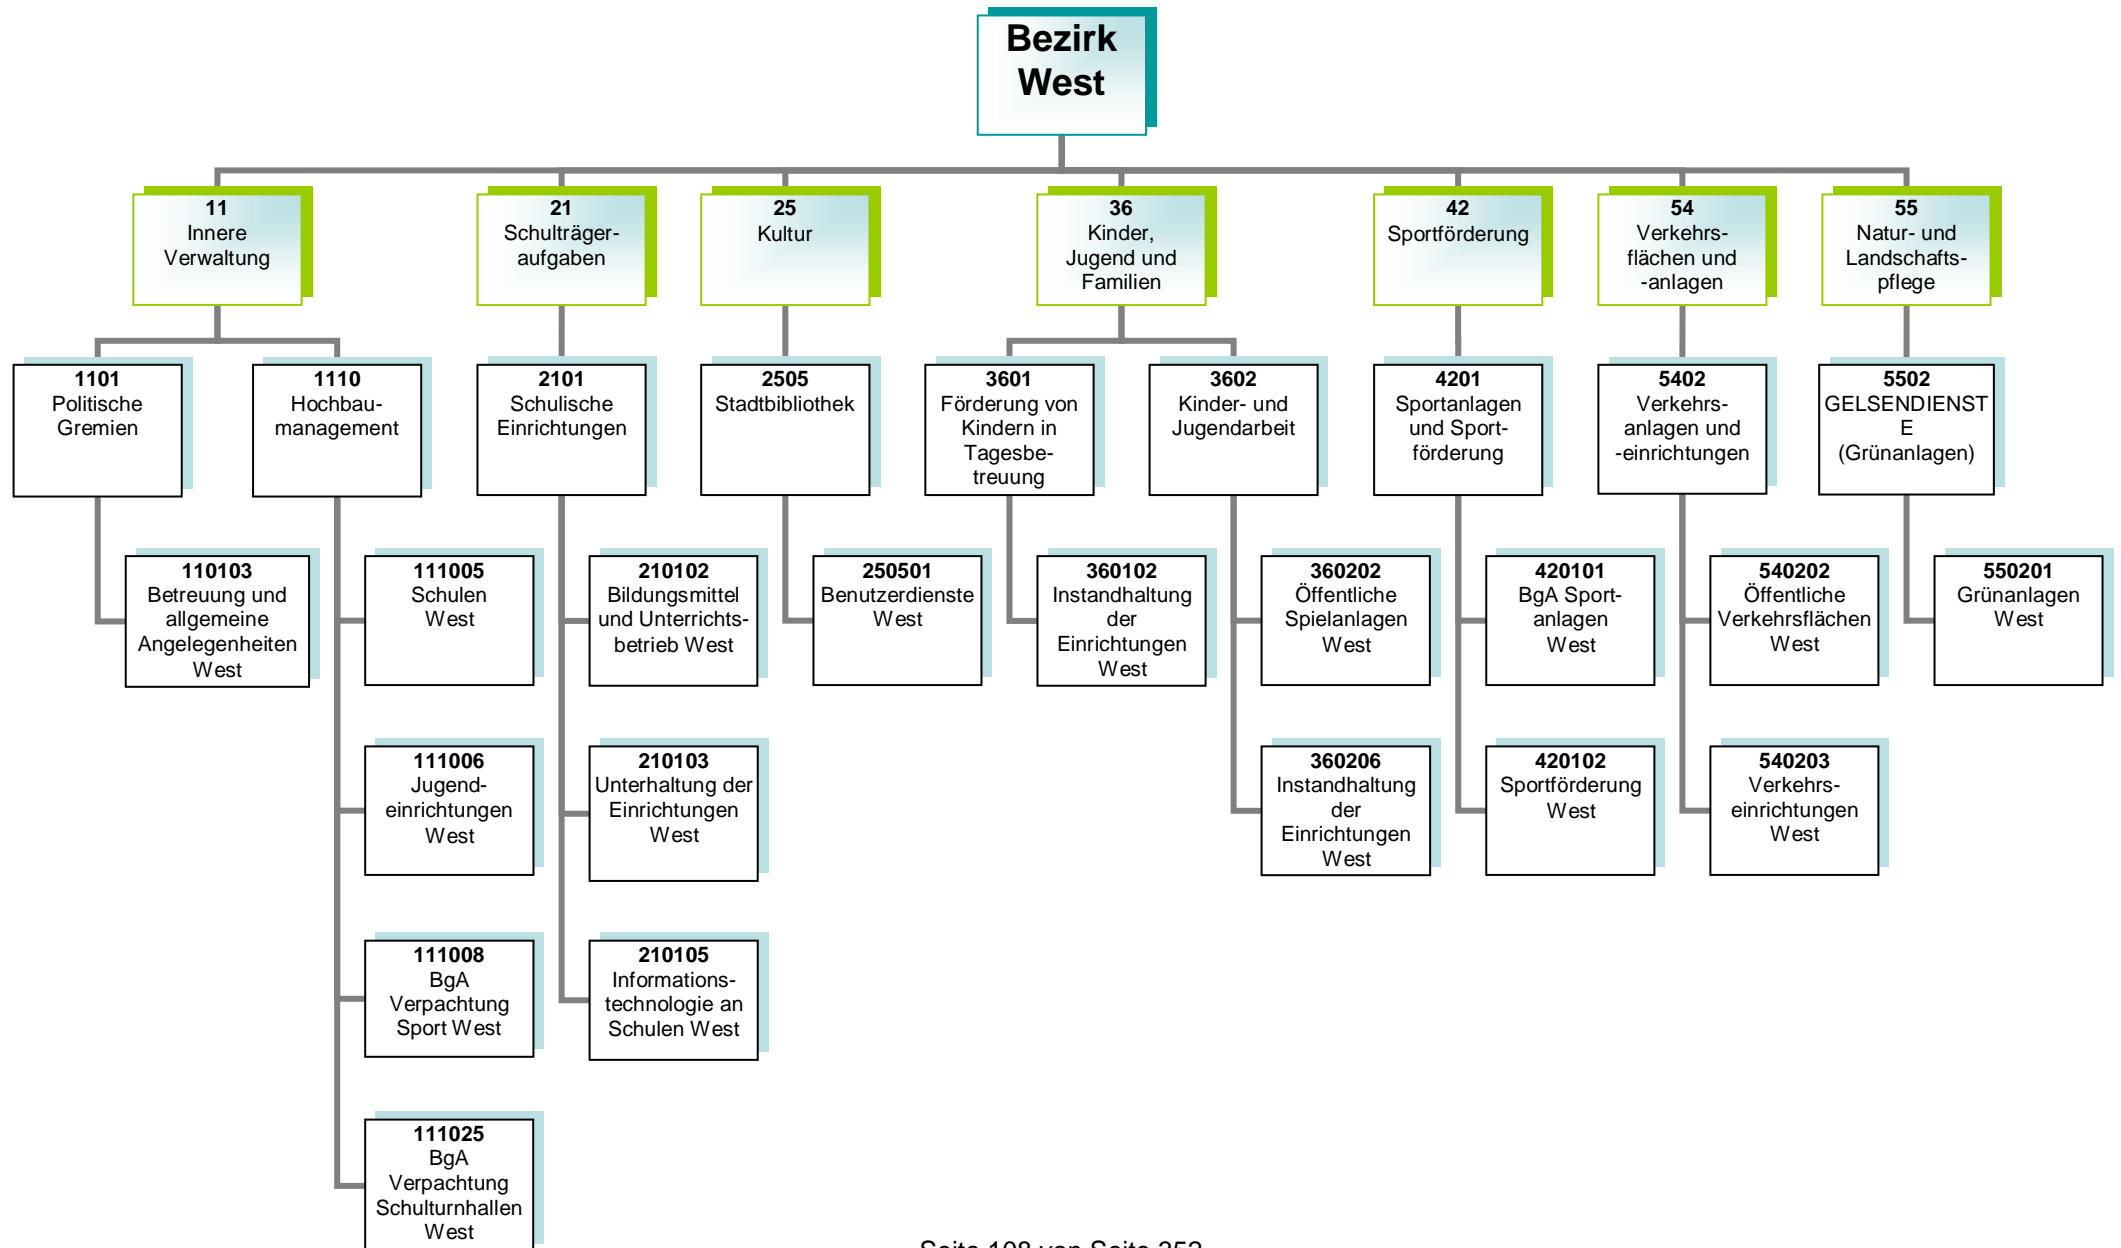 Bezirk
West
11
Innere
Verwaltung
21
Schulträger-
aufgaben
25
Kultur
36
Kinder,
Jugend und
Familien
42
Sportförderung
54
Verkehrs-
flächen und
-anlagen
55
Natur- und
Landschafts-
pflege
1101
Politische
Gremien
1110
Hochbau-
management
2101
Schulische
Einrichtungen
2505
Stadtbibliothek
3601
Förderung von
Kindern in
Tagesbe-
treuung
3602
Kinder- und
Jugendarbeit
4201
Sportanlagen
und Sport-
förderung
5402
Verkehrs-
anlagen und
-einrichtungen
5502
GELSENDIENST
E
(Grünanlagen)
110103
Betreuung und
allgemeine
Angelegenheiten
West
111005
Schulen
West
210102
Bildungsmittel
und Unterrichts-
betrieb West
250501
Benutzerdienste
West
360102
Instandhaltung
der
Einrichtungen
West
360202
Öffentliche
Spielanlagen
West
420101
BgA Sport-
anlagen
West
540202
Öffentliche
Verkehrsflächen
West
550201
Grünanlagen
West
111006
Jugend-
einrichtungen
West
210103
Unterhaltung der
Einrichtungen
West
360206
Instandhaltung
der
Einrichtungen
West
420102
Sportförderung
West
540203
Verkehrs-
einrichtungen
West
111008
BgA
Verpachtung
Sport West
210105
Informations-
technologie an
Schulen West
111025
BgA
Verpachtung
Schulturnhallen
West
Seite 108 von Seite 352